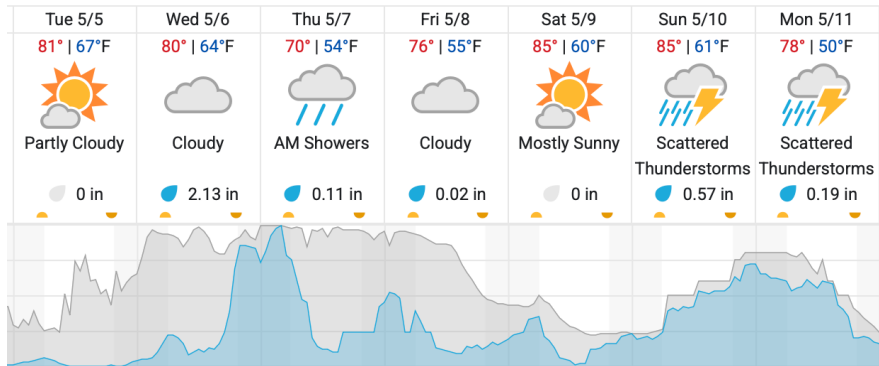 Tue 5/5 Wed 5/6 Thu 5/7 Fri 5/8 Sat 5/9 Sun 5/10 Mon 5/11
81° | 67°F 80° | 64°F 70° | 54°F 76° | 55°F 85° | 60°F 85° | 61°F 78° | 50°F
Partly Cloudy Cloudy AM Showers Cloudy Mostly Sunny Scattered Scattered
Thunderstorms Thunderstorms
0 in 2.13 in 0.11 in 0.02 in 0 in 0.57 in 0.19 in